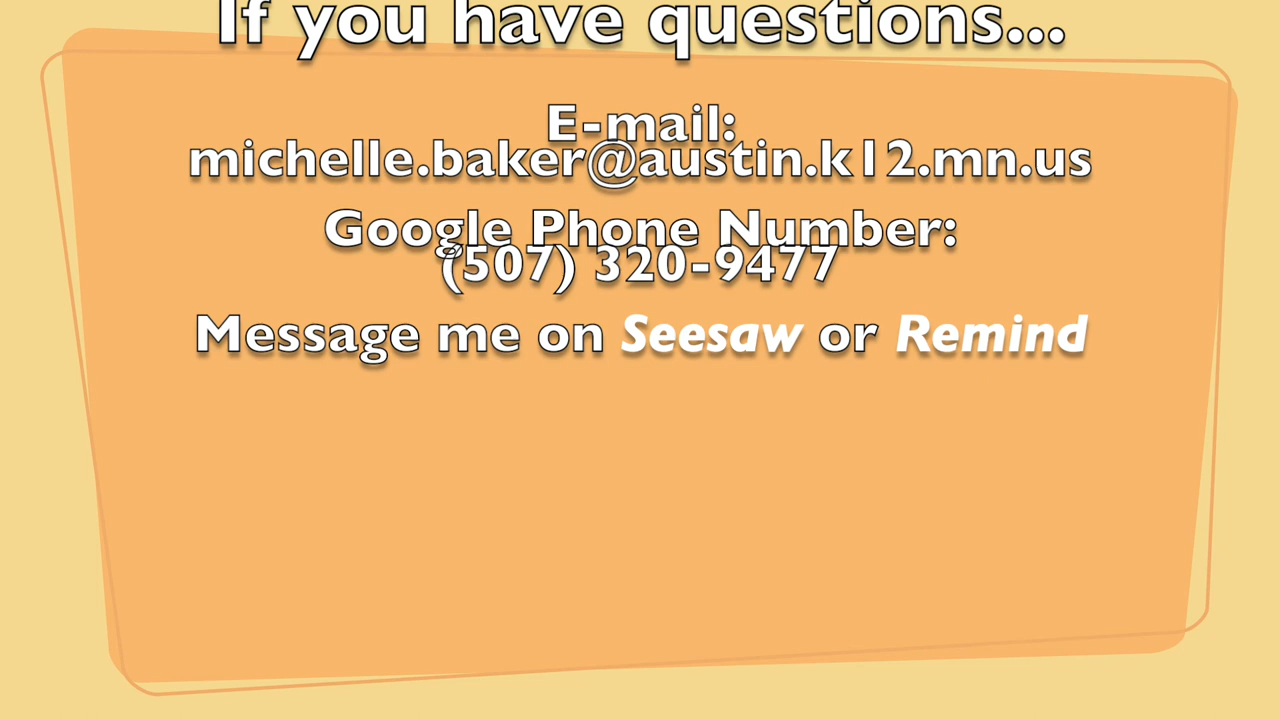 If you have questions...
E-mail:
michelle.baker@austin.k12.mn.us
Google Phone Number:
(507) 320-9477
Message me on Seesaw or Remind